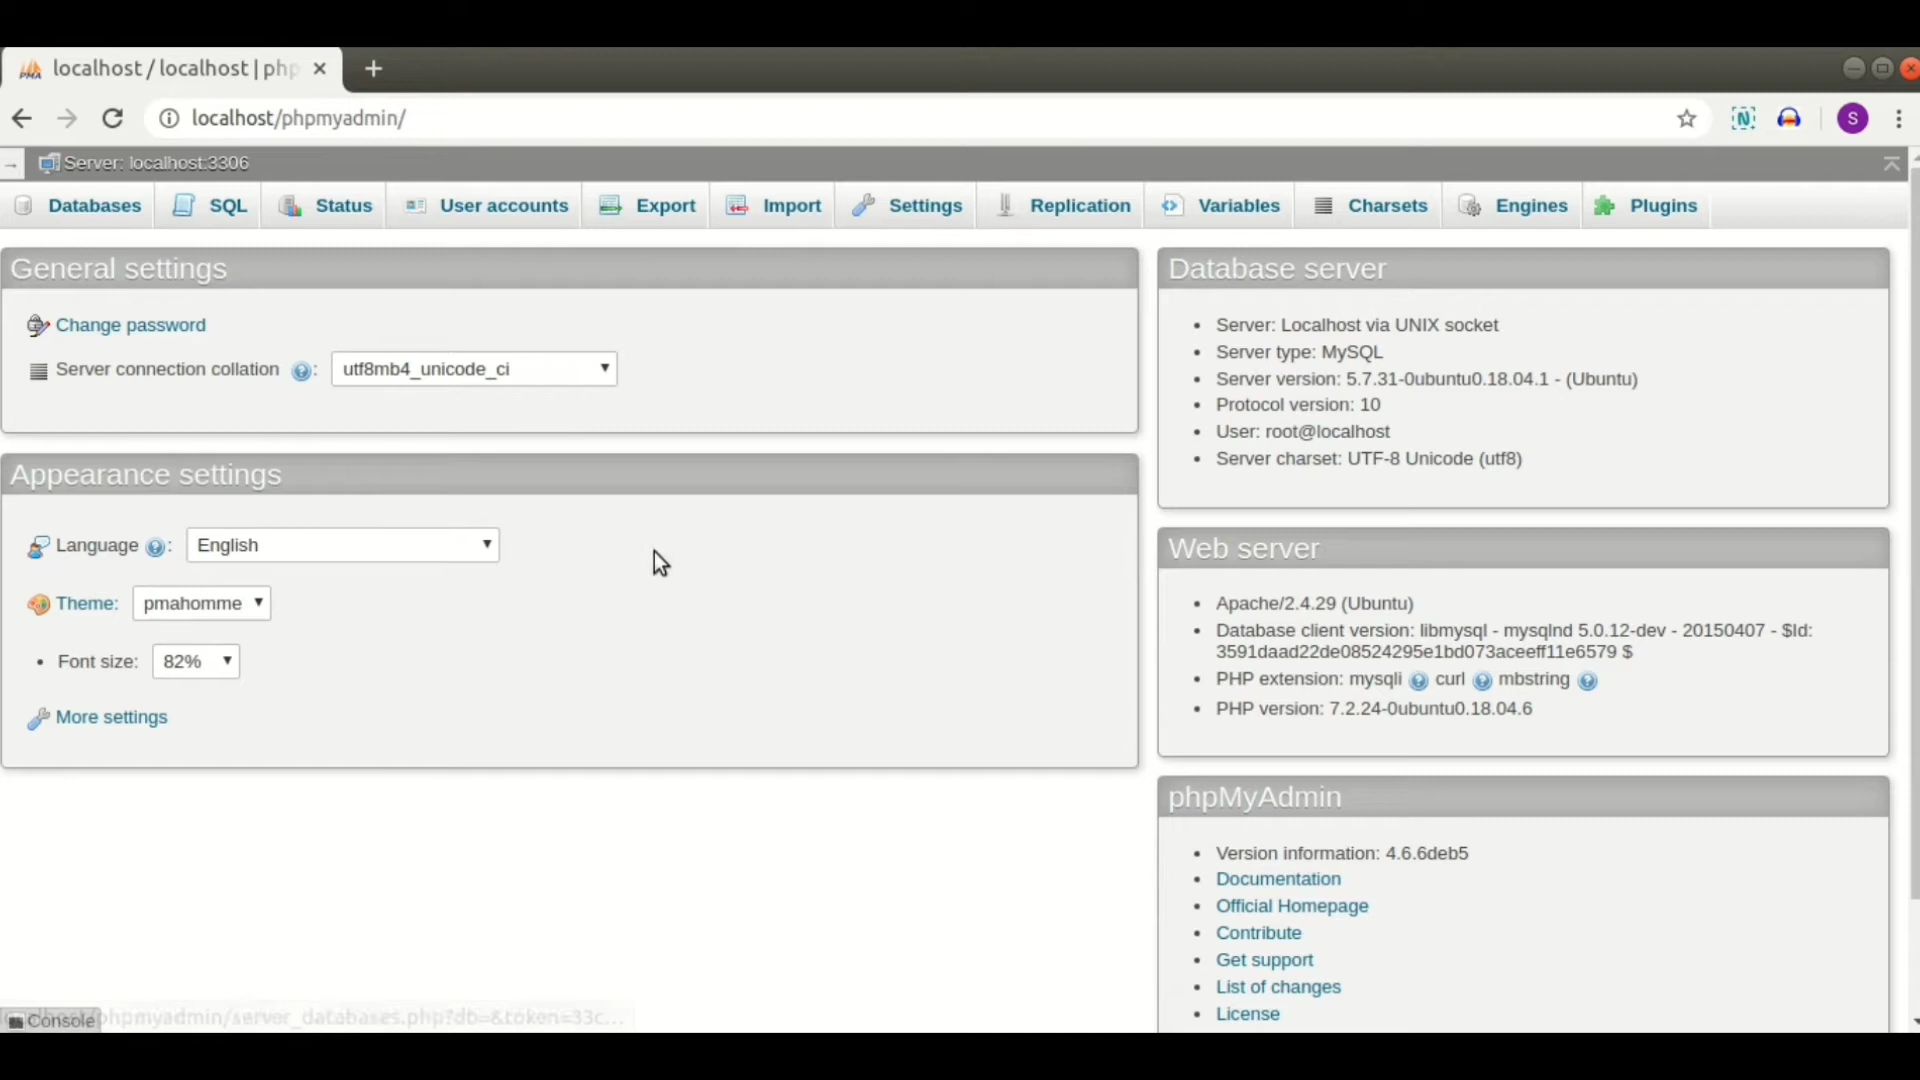 localhost / localhost | php
localhost/phpmyadmin/
S
Server: localhost:3306
Databases
SQL
Status
User accounts
Export
Import
Settings
Replication
Variables
Charsets
Engines
Plugins
General settings
Change password
Server connection collation : utf8mb4_unicode_ci
Appearance settings
Language : English
Theme: pmahomme
Font size: 82%
More settings
Database server
Server: Localhost via UNIX socket
Server type: MySQL
Server version: 5.7.31-0ubuntu0.18.04.1 - (Ubuntu)
Protocol version: 10
User: root@localhost
Server charset: UTF-8 Unicode (utf8)
Web server
Apache/2.4.29 (Ubuntu)
Database client version: libmysql - mysqlnd 5.0.12-dev - 20150407 - $Id:
3591daad22de08524295e1bd073aceeff11e6579 $
PHP extension: mysqli curl mbstring
PHP version: 7.2.24-0ubuntu0.18.04.6
phpMyAdmin
Version information: 4.6.6deb5
Documentation
Official Homepage
Contribute
Get support
List of changes
License
Console
phpmyadmin/server_databases.php?db=&token=33c...